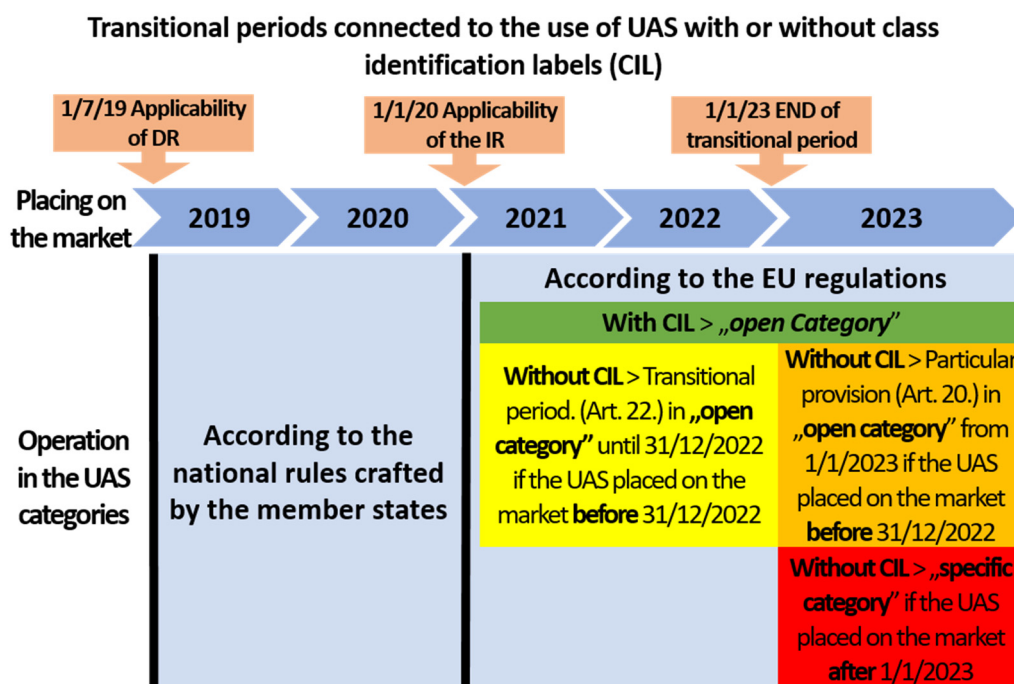 Transitional periods connected to the use of UAS with or without class
identification labels (CIL)
1/7/19 Applicability
of DR
1/1/20 Applicability
of the IR
1/1/23 END of
transitional period
Placing on
the market
2019
2020
2021
2022
2023
Operation
in the UAS
categories
According to the
national rules crafted
by the member states
According to the EU regulations
With CIL > „open Category”
Without CIL > Transitional
period. (Art. 22.) in „open
category” until 31/12/2022
if the UAS placed on the
market before 31/12/2022
Without CIL > Particular
provision (Art. 20.) in
„open category” from
1/1/2023 if the UAS
placed on the market
before 31/12/2022
Without CIL > „specific
category” if the UAS
placed on the market
after 1/1/2023